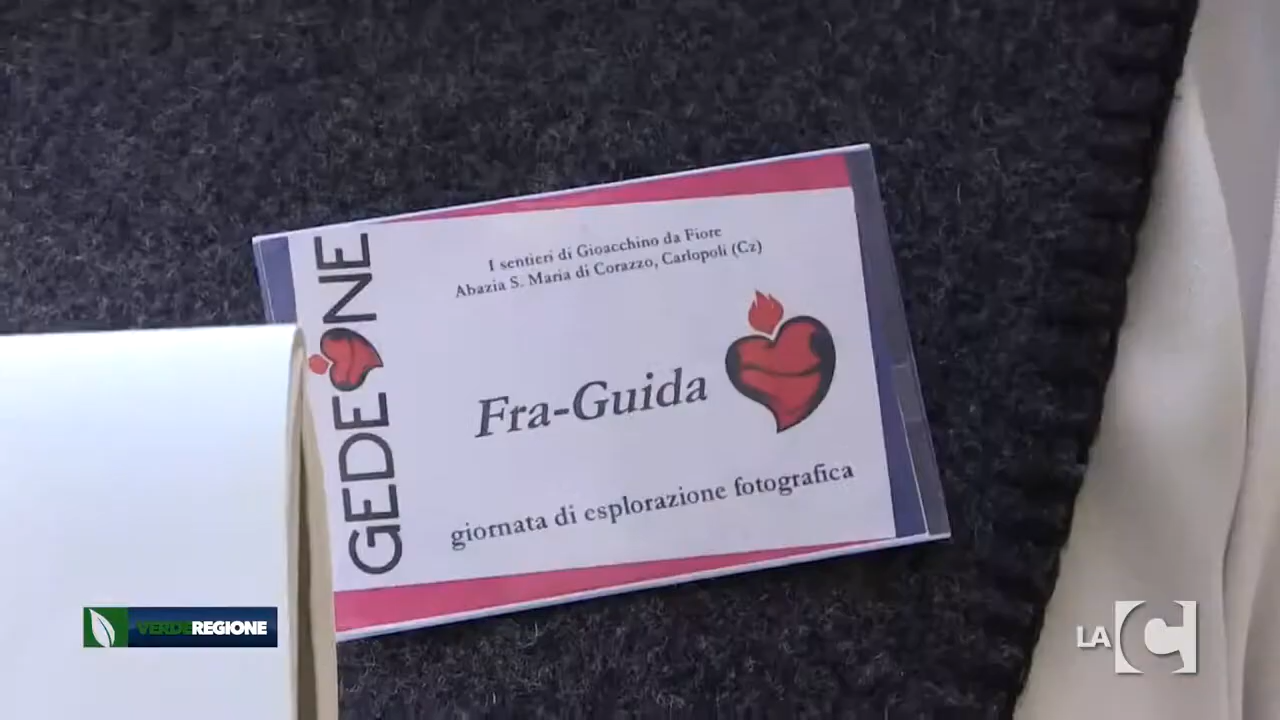 GEDEONE
I sentieri di Gioacchino da Fiore
Abazia S. Maria di Corazzo, Carlopoli (Cz)
Fra-Guida
giornata di esplorazione fotografica
VERDEREGIONE
LA C